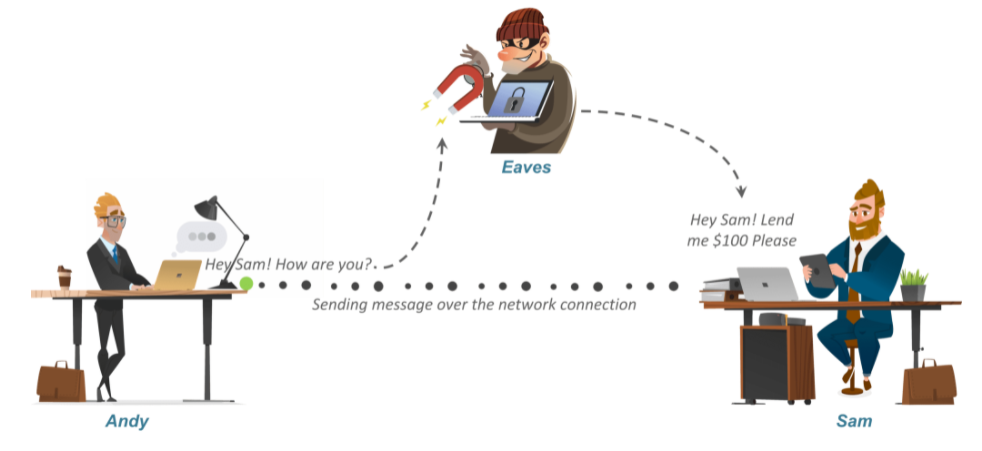 Eaves
Hey Sam! Lend
me $100 Please
Hey Sam! How are you?
Sending message over the network connection
Andy
Sam